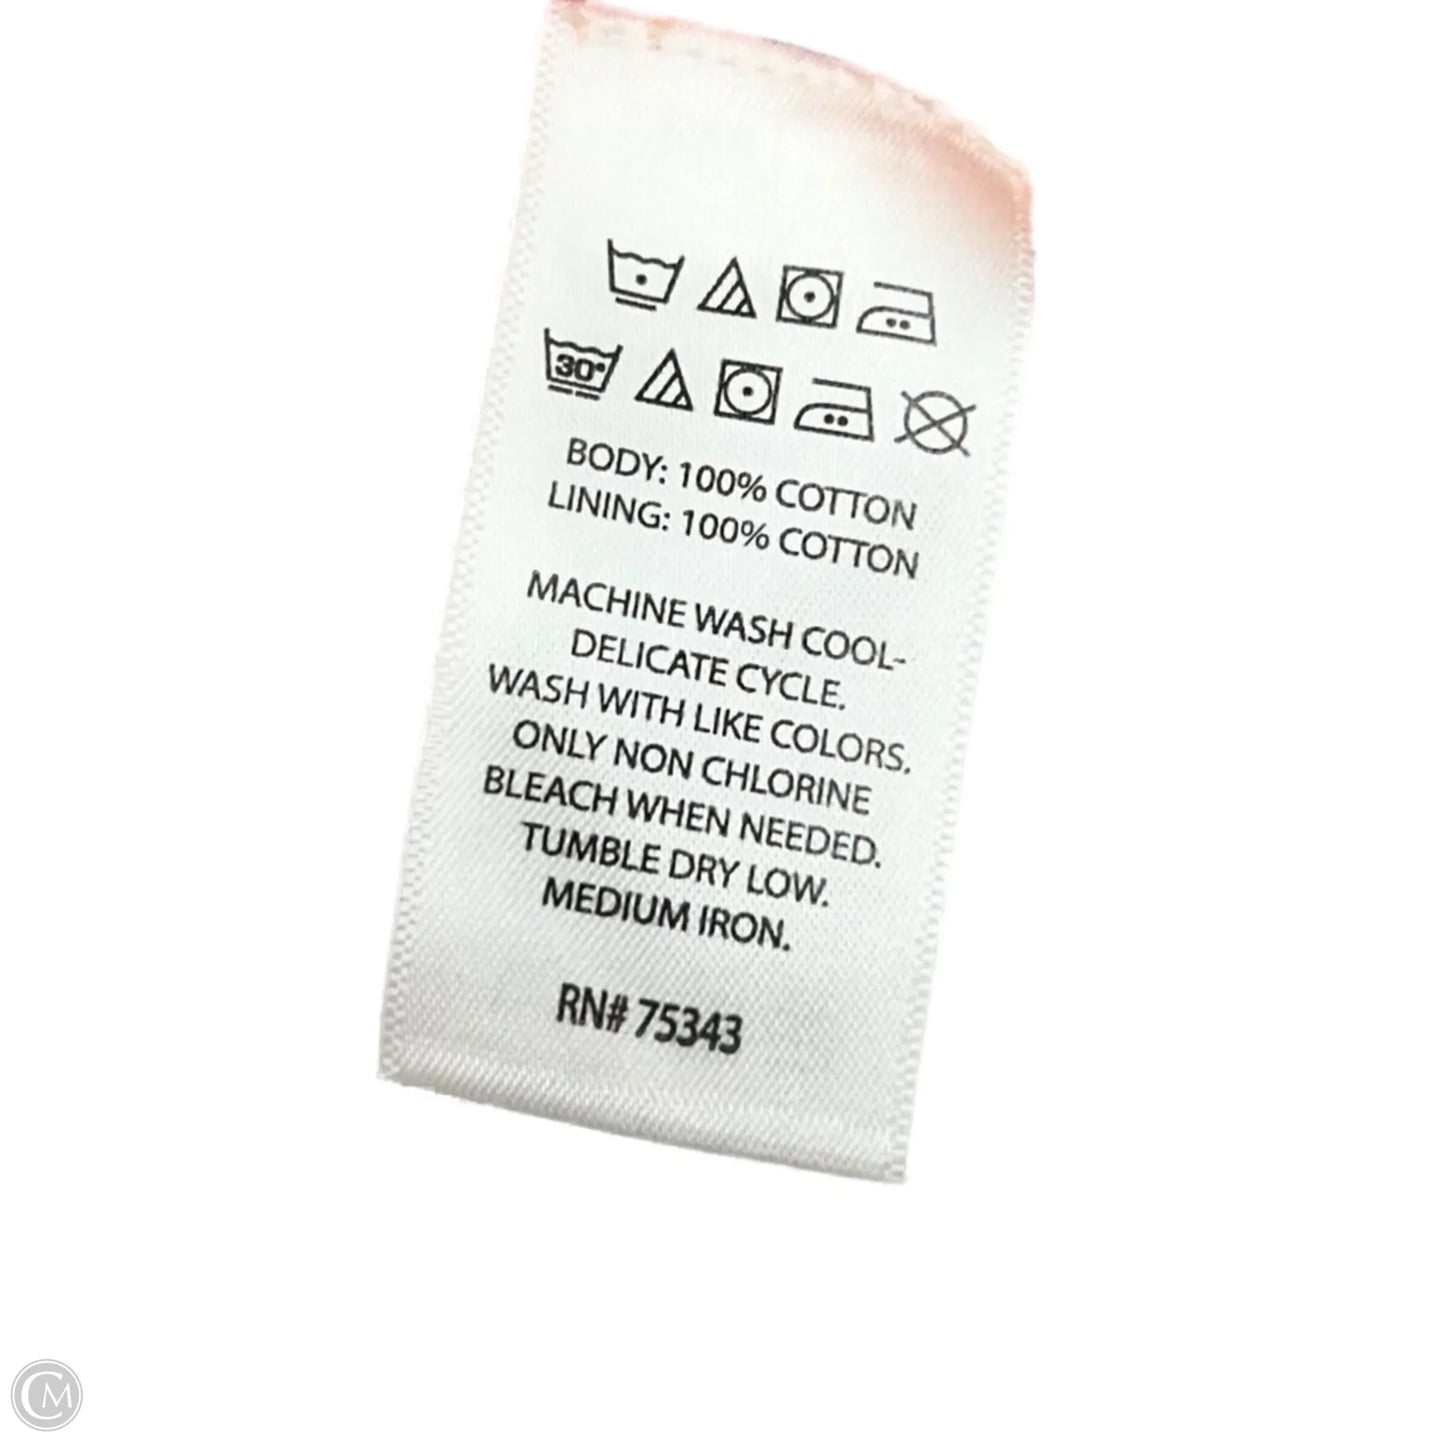 30°
BODY: 100% COTTON
LINING: 100% COTTON
MACHINE WASH COOL-
DELICATE CYCLE.
WASH WITH LIKE COLORS.
ONLY NON CHLORINE
BLEACH WHEN NEEDED.
TUMBLE DRY LOW.
MEDIUM IRON.
RN# 75343
CM